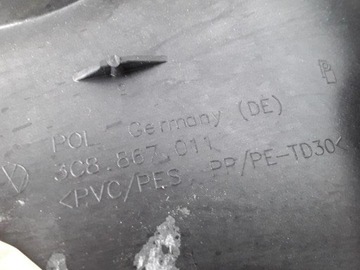 POL. Germany (DE)
3C8.867.011
<PVC/PES PP/PE-TD30<